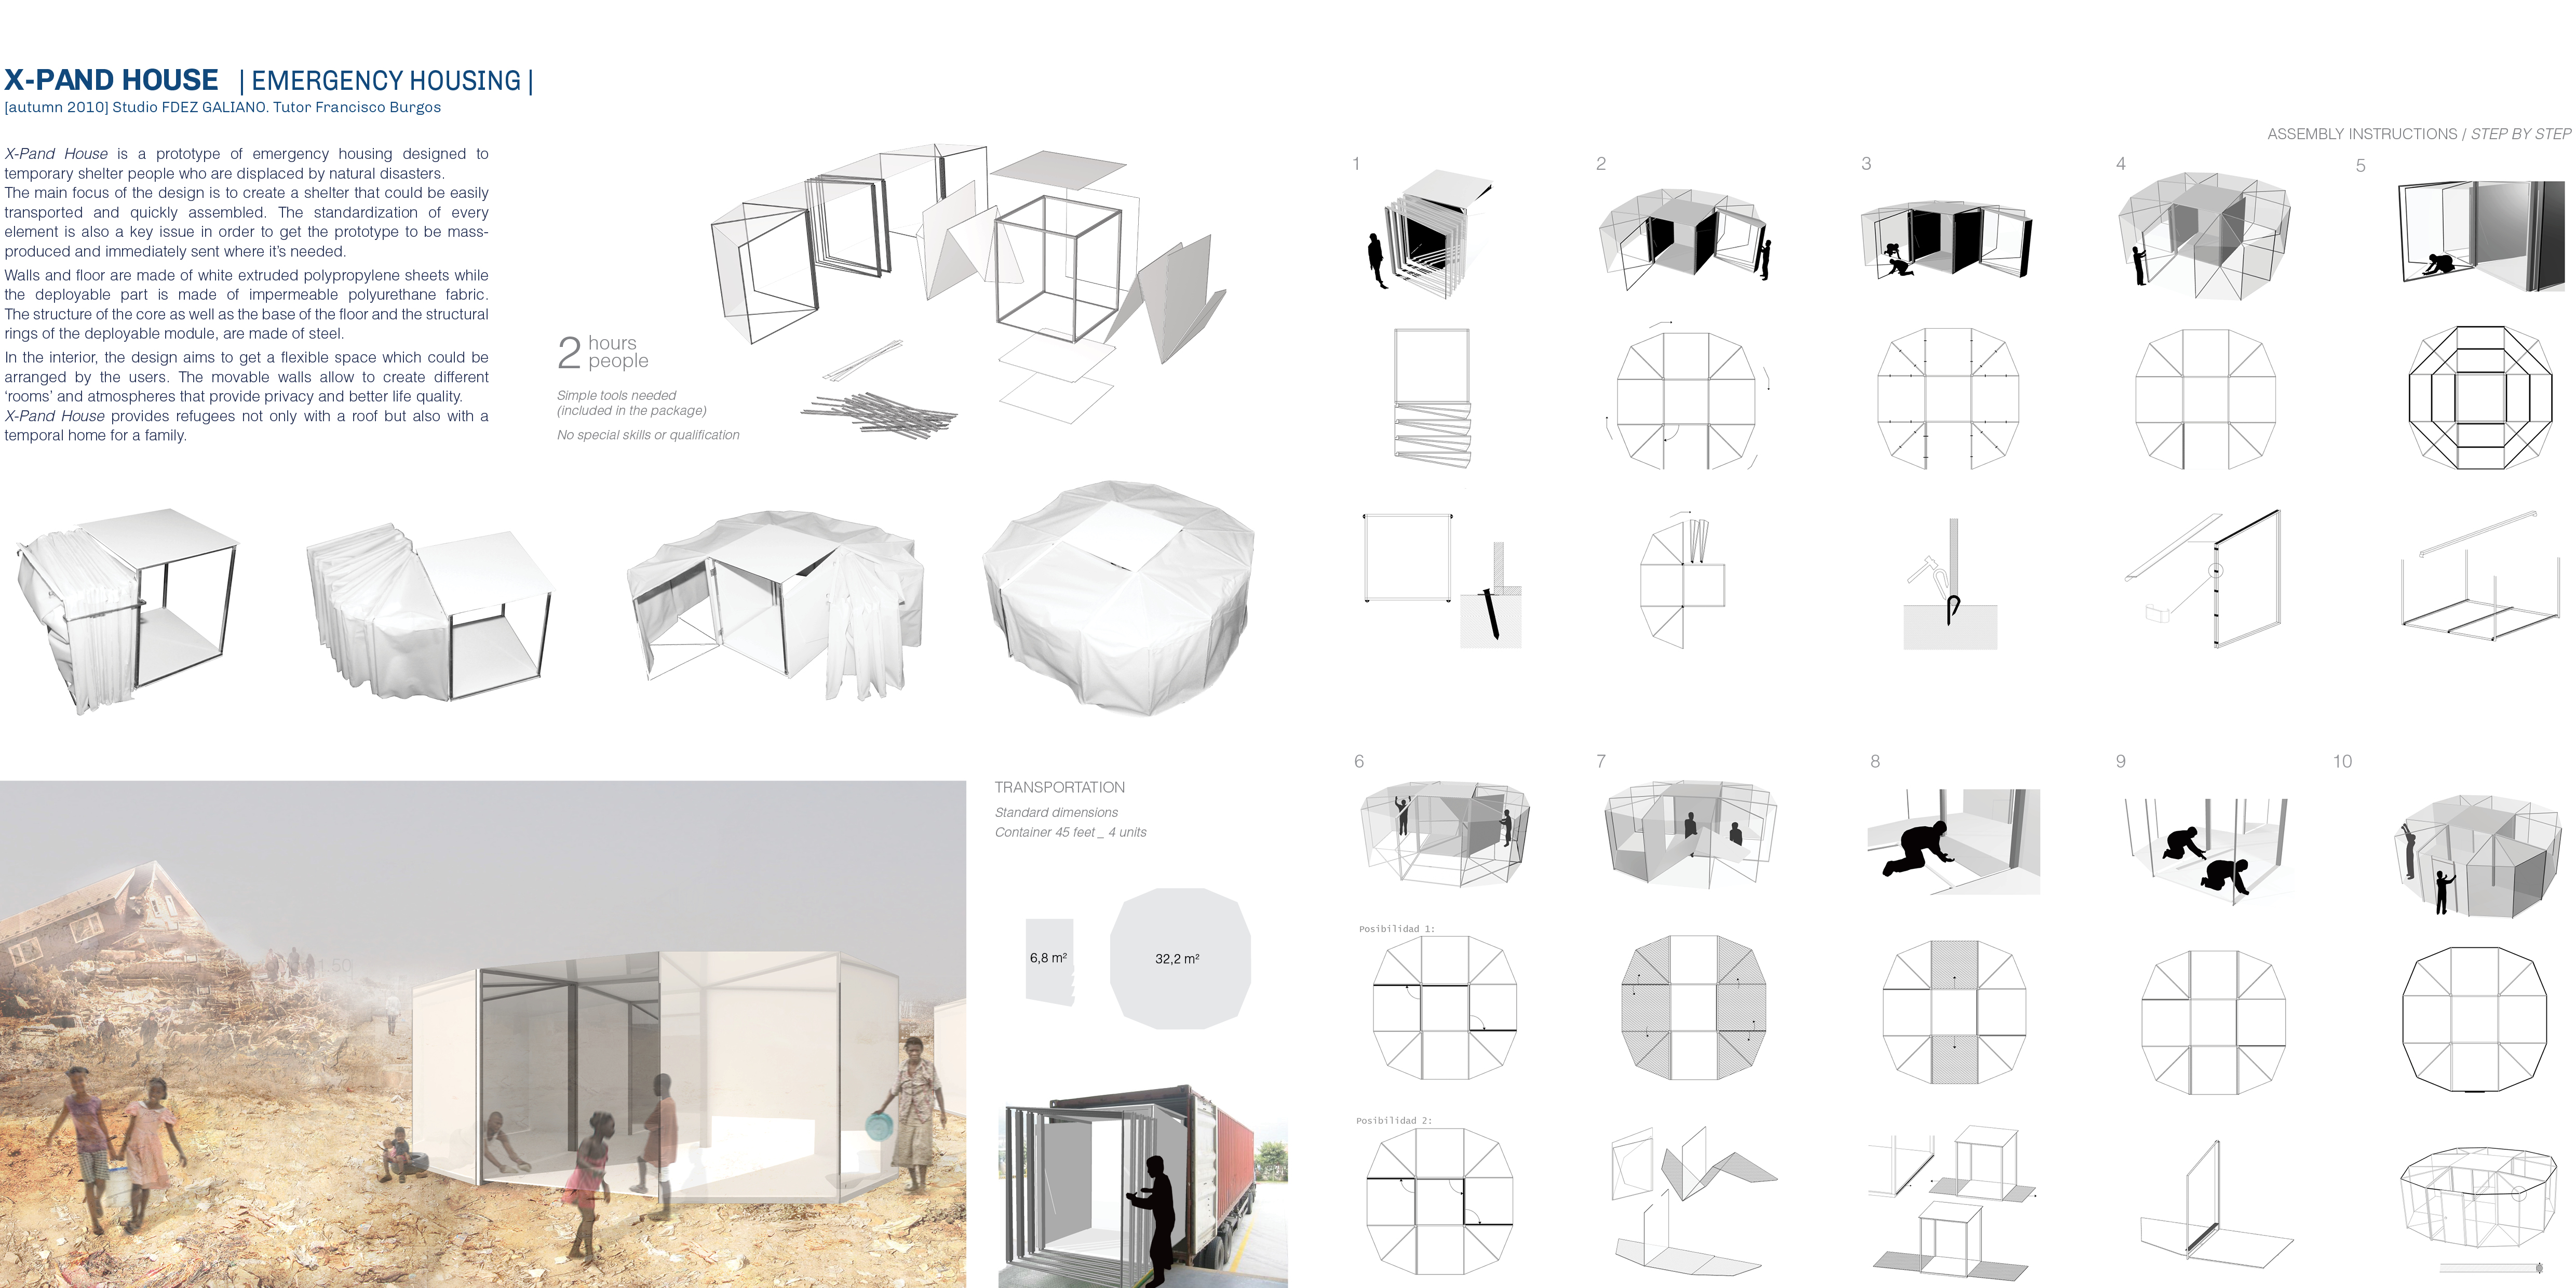 X-PAND HOUSE | EMERGENCY HOUSING |
[autumn 2010] Studio FDEZ GALIANO. Tutor Francisco Burgos
X-Pand House is a prototype of emergency housing designed to
temporary shelter people who are displaced by natural disasters.
The main focus of the design is to create a shelter that could be easily
transported and quickly assembled. The standardization of every
element is also a key issue in order to get the prototype to be mass-
produced and immediately sent where it's needed.
Walls and floor are made of white extruded polypropylene sheets while
the deployable part is made of impermeable polyurethane fabric.
The structure of the core as well as the base of the floor and the structural
rings of the deployable module, are made of steel.
In the interior, the design aims to get a flexible space which could be
arranged by the users. The movable walls allow to create different
'rooms' and atmospheres that provide privacy and better life quality.
X-Pand House provides refugees not only with a roof but also with a
temporal home for a family.
2 hours
people
Simple tools needed
(included in the package)
No special skills or qualification
1:50
TRANSPORTATION
Standard dimensions
Container 45 feet _ 4 units
6,8 m²
32,2 m²
ASSEMBLY INSTRUCTIONS / STEP BY STEP
1
2
3
4
5
6
7
8
9
10
Posibilidad 1:
Posibilidad 2: